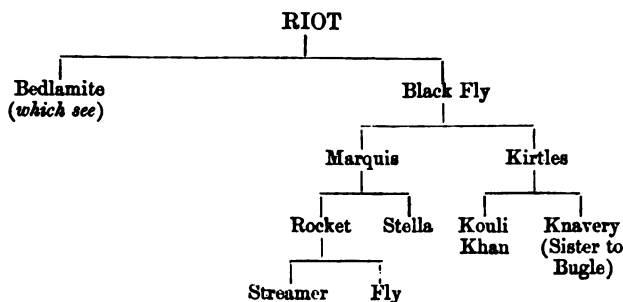 RIOT
Bedlamite
(which see)
Black Fly
Marquis
Kirtles
Rocket
Stella
Kouli
Khan
Knavery
(Sister to
Bugle)
Streamer
Fly